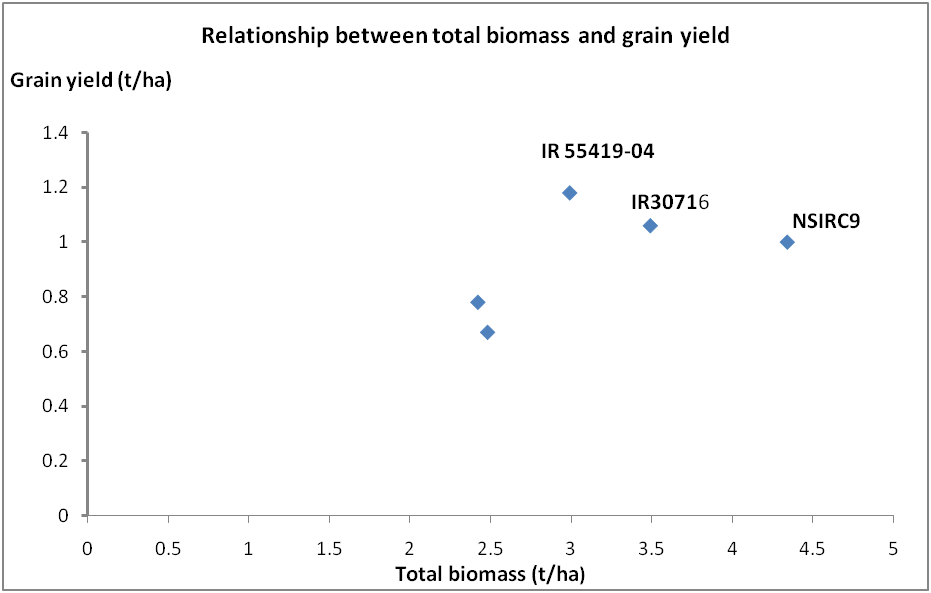 Relationship between total biomass and grain yield
Grain yield (t/ha)
1.4
IR 55419-04
1.2
IR30716
NSIRC9
1
0.8
0.6
0.4
0.2
0
0 0.5 1 1.5 2 2.5 3 3.5 4 4.5 5
Total biomass (t/ha)